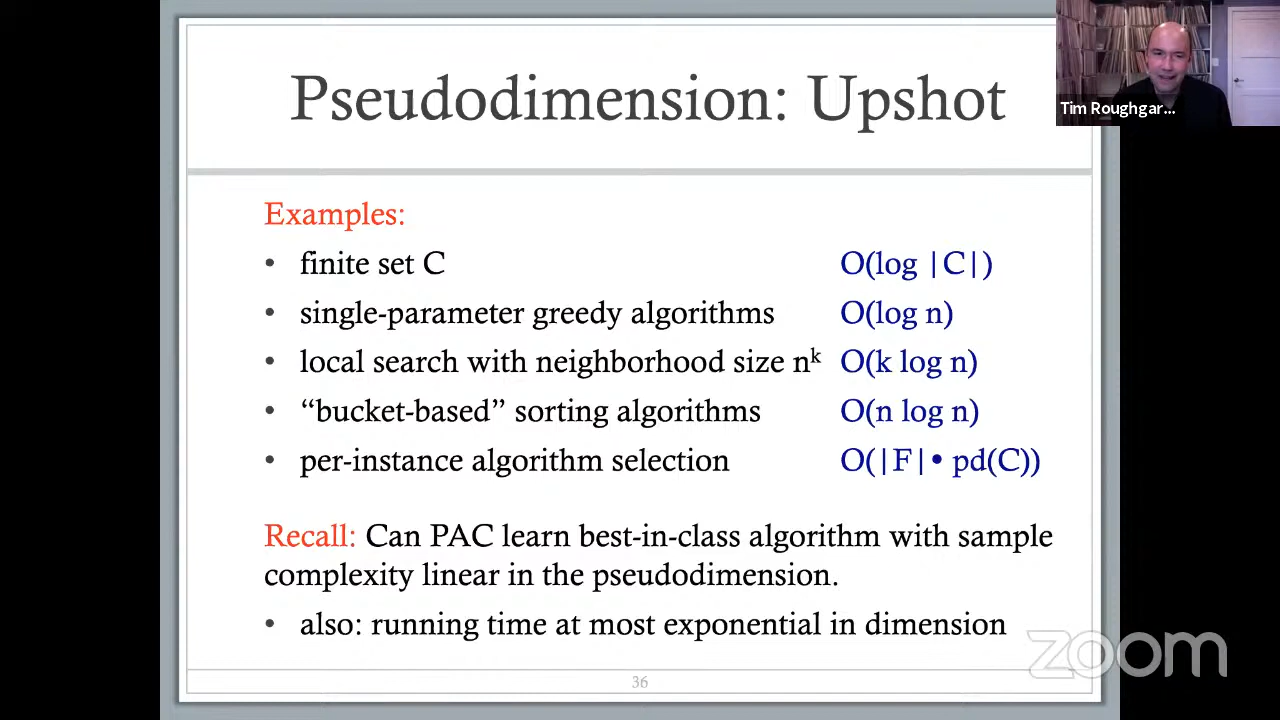 Pseudodimension: Upshot
Tim Roughgar...
Examples:
• finite set C O(log |C|)
• single-parameter greedy algorithms O(log n)
• local search with neighborhood size nᵏ O(k log n)
• “bucket-based” sorting algorithms O(n log n)
• per-instance algorithm selection O(|F|• pd(C))
Recall: Can PAC learn best-in-class algorithm with sample
complexity linear in the pseudodimension.
• also: running time at most exponential in dimension
zoom
36